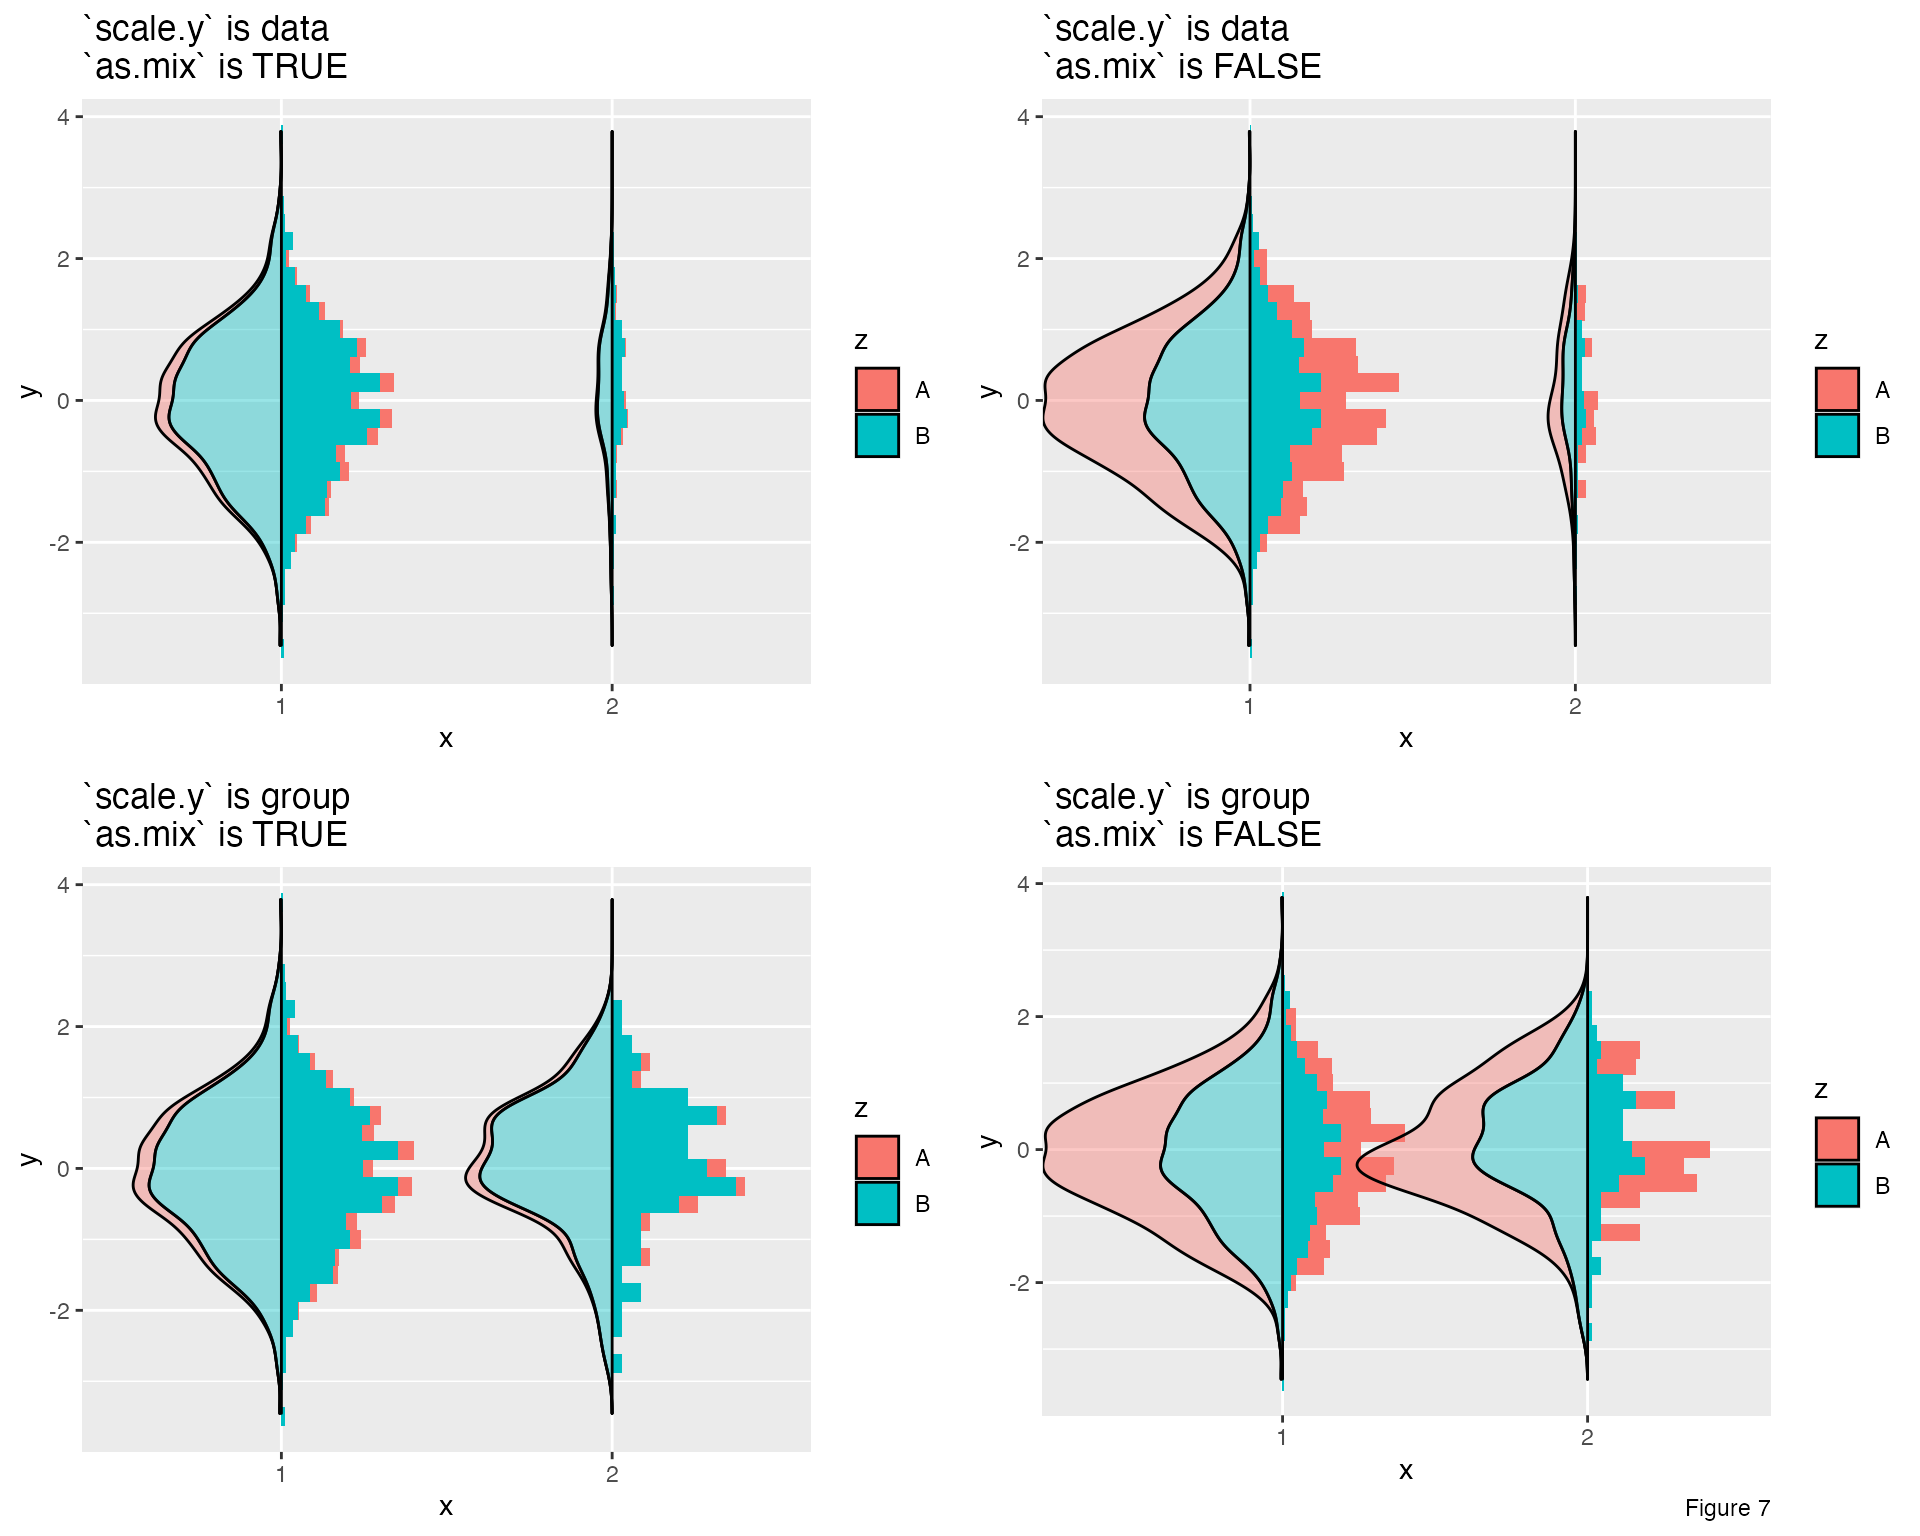 `scale.y` is data
`as.mix` is TRUE
4
2
0
-2
y
1
2
x
z
A
B
`scale.y` is data
`as.mix` is FALSE
4
2
0
-2
y
1
2
x
z
A
B
`scale.y` is group
`as.mix` is TRUE
4
2
0
-2
y
1
2
x
z
A
B
`scale.y` is group
`as.mix` is FALSE
4
2
0
-2
y
1
2
x
z
A
B
Figure 7